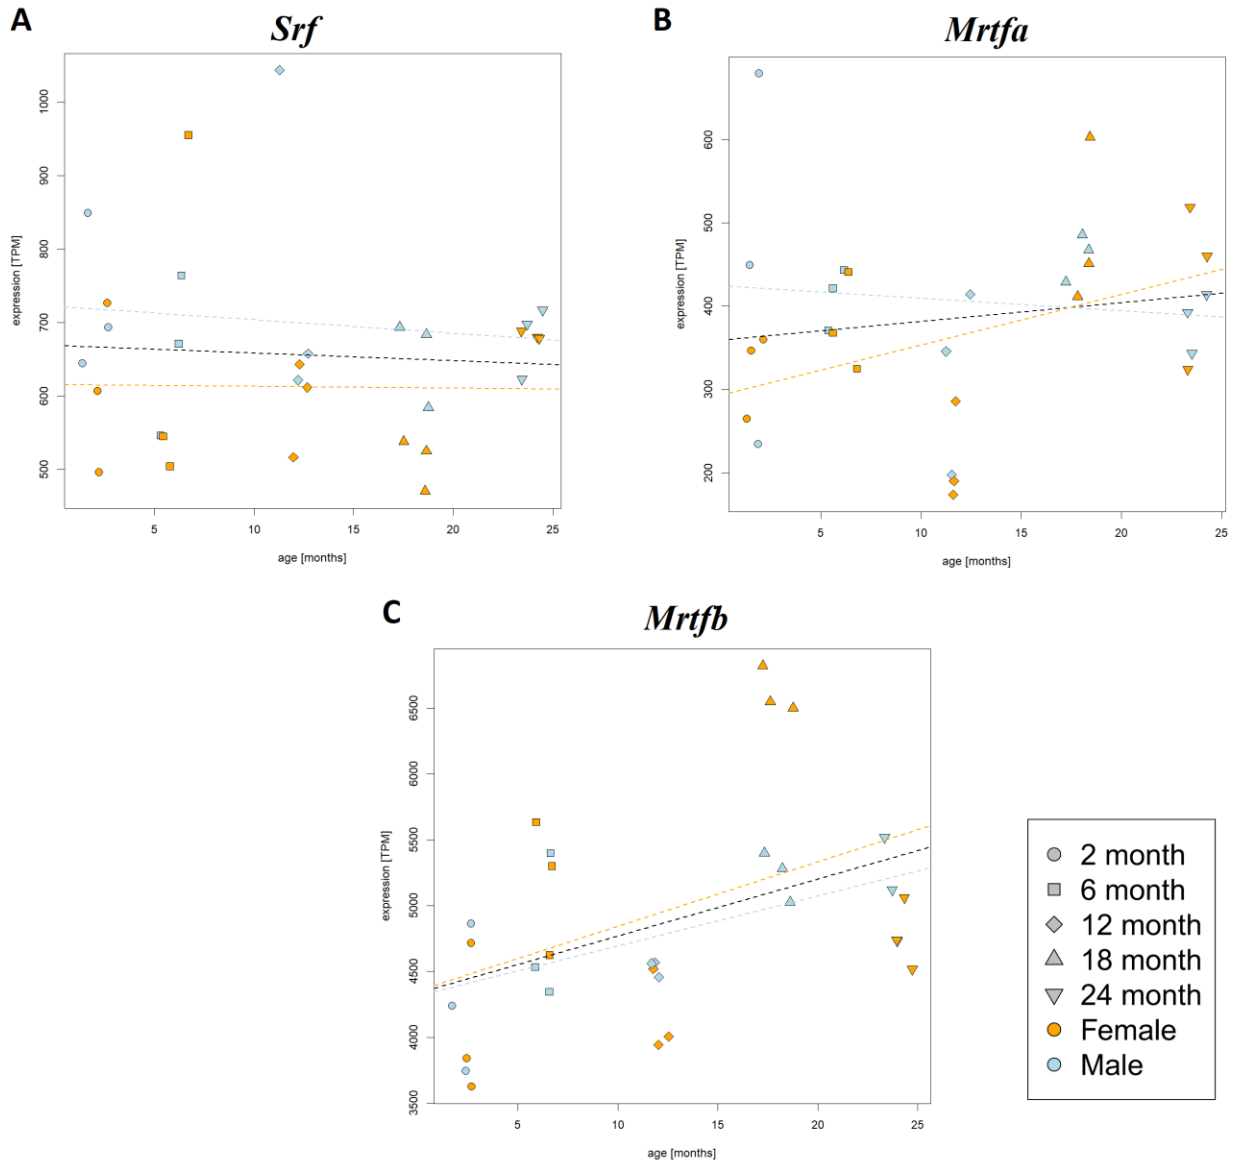 A
Srf
expression [TPM]
1000
900
800
700
600
500
5 10 15 20 25
age [months]
B
Mrtfa
expression [TPM]
600
500
400
300
200
5 10 15 20 25
age [months]
C
Mrtfb
expression [TPM]
6500
6000
5500
5000
4500
4000
3500
5 10 15 20 25
age [months]
2 month
6 month
12 month
18 month
24 month
Female
Male